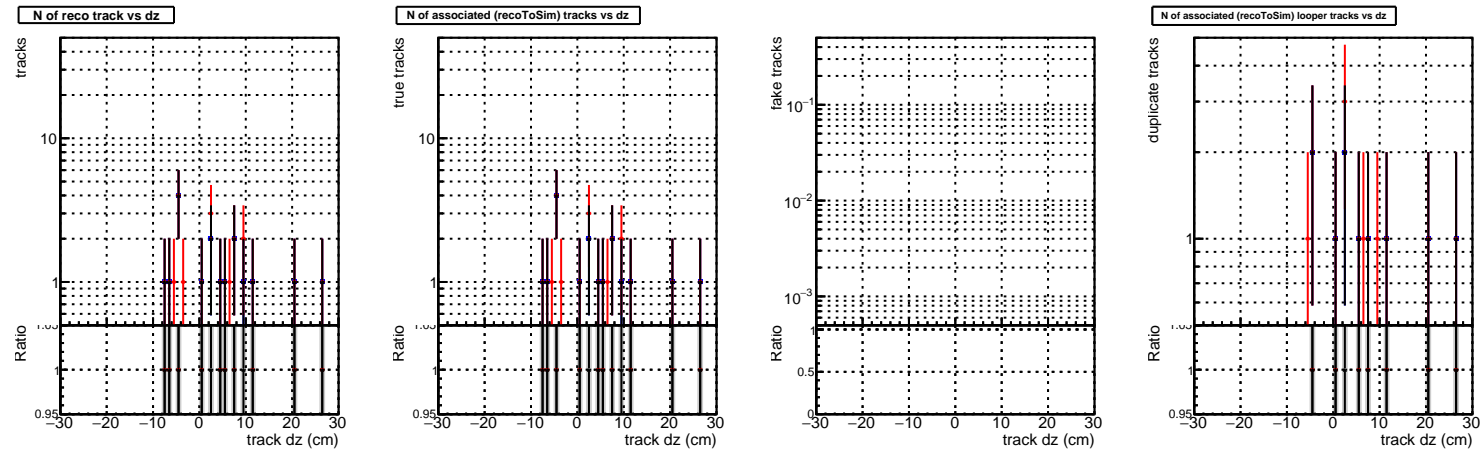 N of reco track vs dz
tracks
10
1
Ratio
1.05
1
0.95
−30 −20 −10 0 10 20 30
track dz (cm)
N of associated (recoToSim) tracks vs dz
true tracks
10
1
Ratio
1.05
1
0.95
−30 −20 −10 0 10 20 30
track dz (cm)
fake tracks
10−1
10−2
10−3
Ratio
1
0.5
0
−30 −20 −10 0 10 20 30
track dz (cm)
N of associated (recoToSim) looper tracks vs dz
duplicate tracks
1
Ratio
1.05
1
0.95
−30 −20 −10 0 10 20 30
track dz (cm)